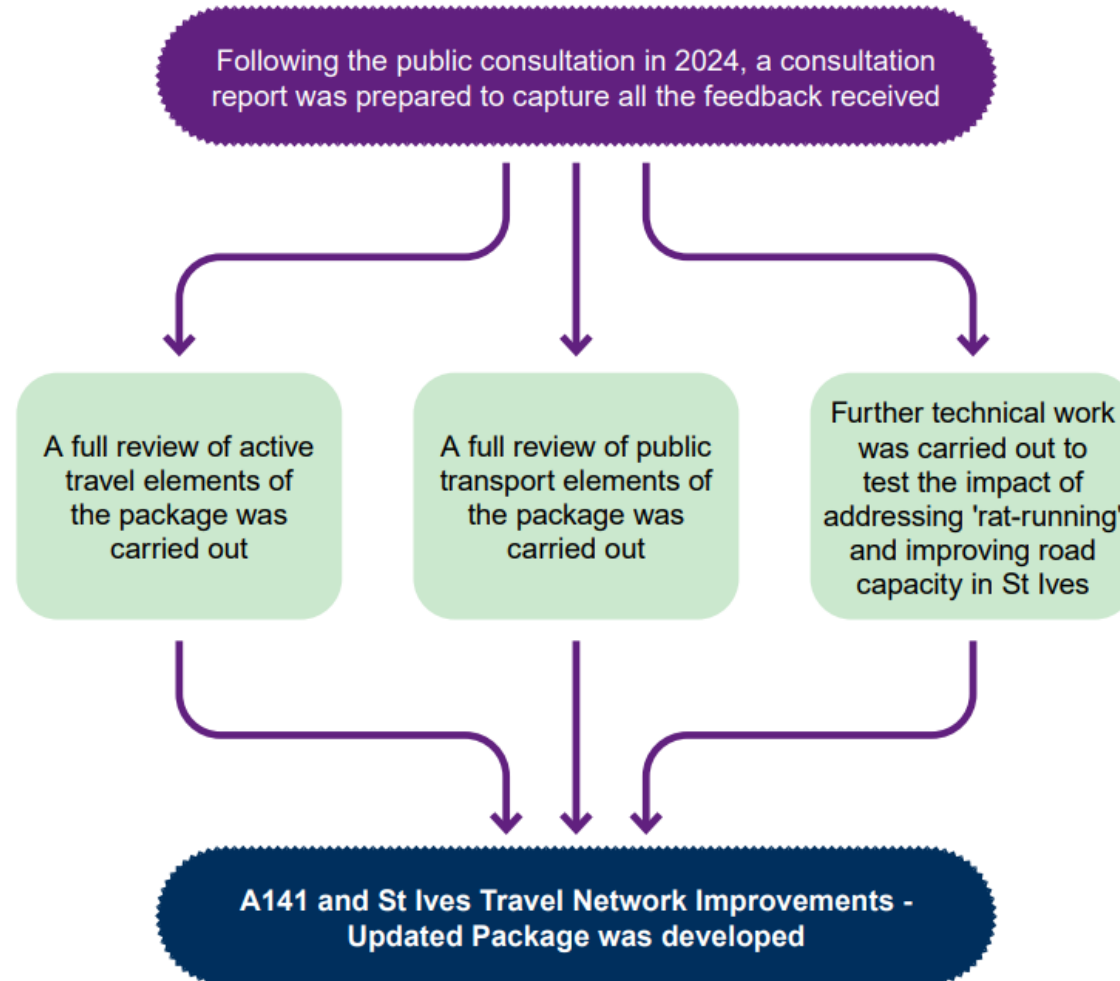 Following the public consultation in 2024, a consultation
report was prepared to capture all the feedback received
A full review of active
travel elements of
the package was
carried out
A full review of public
transport elements of
the package was
carried out
Further technical work
was carried out to
test the impact of
addressing 'rat-running'
and improving road
capacity in St Ives
A141 and St Ives Travel Network Improvements -
Updated Package was developed